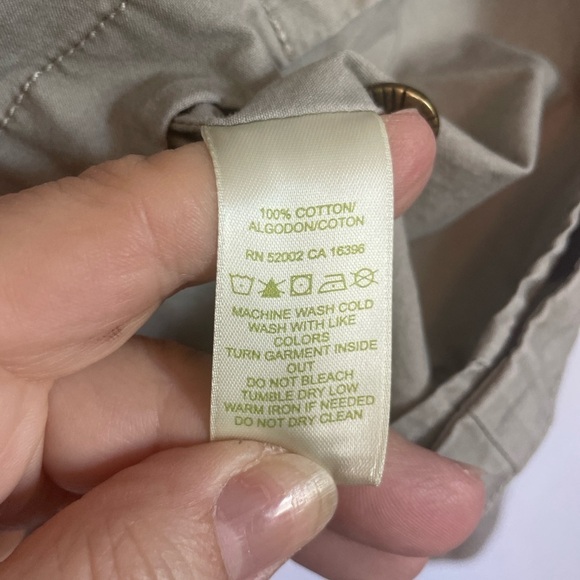 100% COTTON/
ALGODON/COTON
RN 52002 CA 16396
MACHINE WASH COLD
WASH WITH LIKE
COLORS
TURN GARMENT INSIDE
OUT
DO NOT BLEACH
TUMBLE DRY LOW
WARM IRON IF NEEDED
DO NOT DRY CLEAN